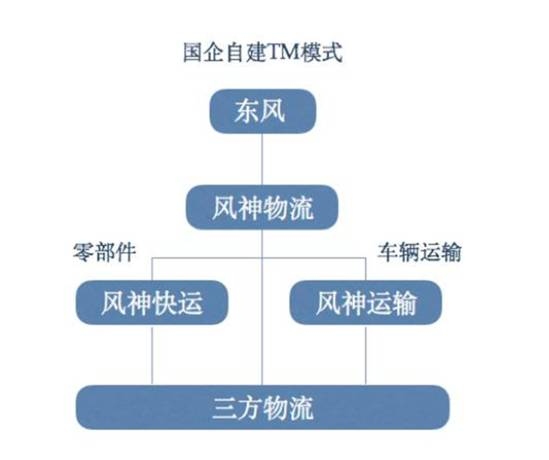 国企自建TM模式
东风
风神物流
零部件
车辆运输
风神快运
风神运输
三方物流